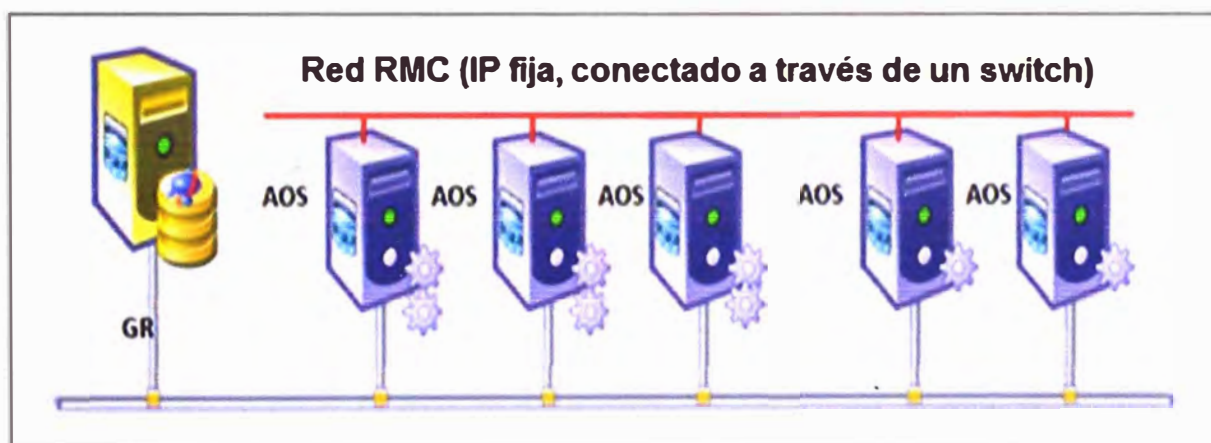 Red RMC (IP fija, conectado a través de un switch)
AOS AOS AOS AOS AOS
GR